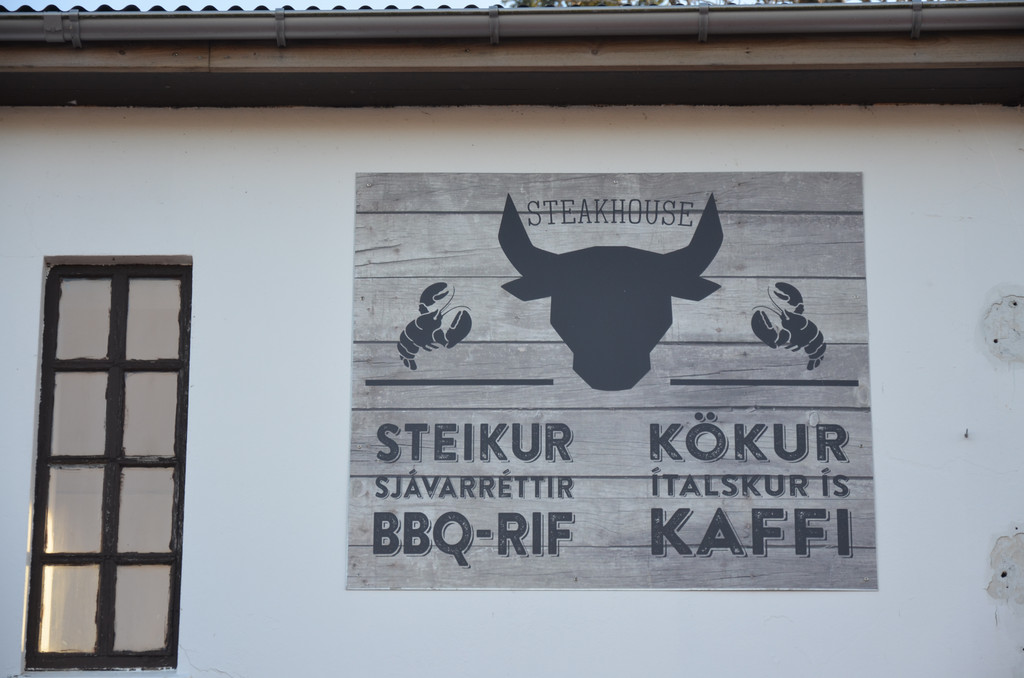 STEAKHOUSE
STEIKUR
SJÁVARRÉTTIR
BBQ-RIF
KÖKUR
ÍTALSKUR ÍS
KAFFI